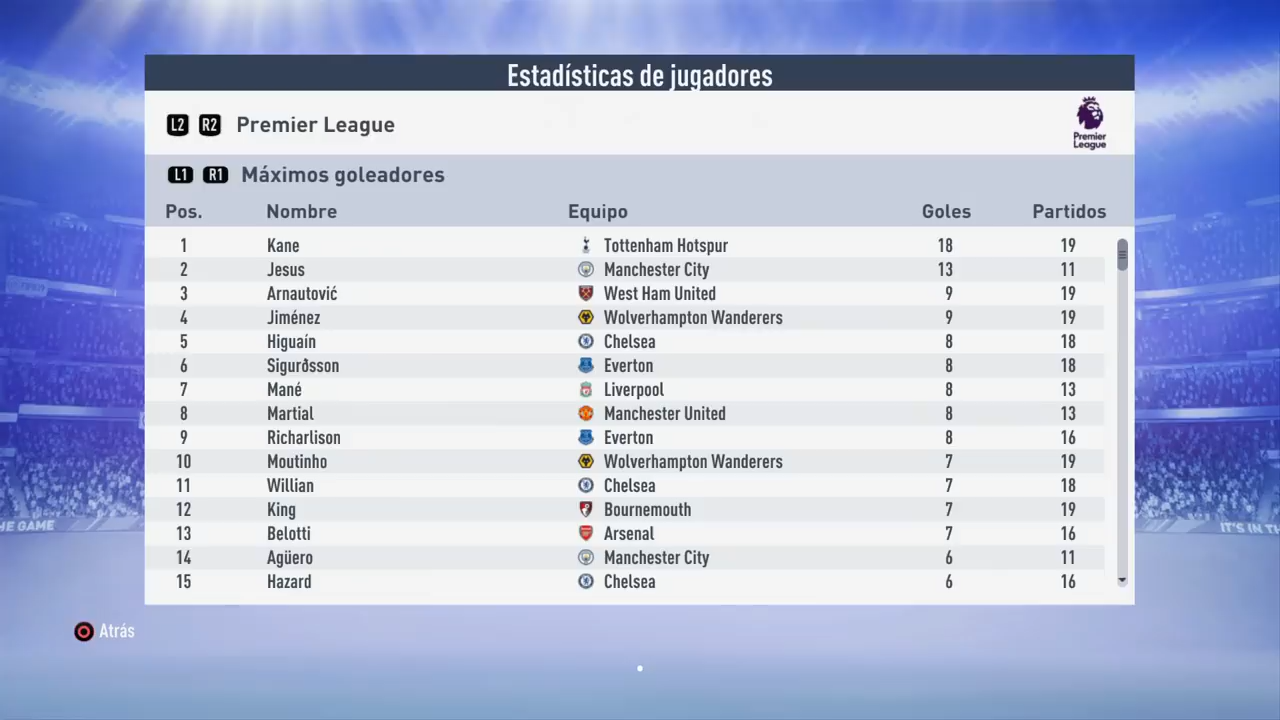 Estadísticas de jugadores
L2 R2 Premier League
Premier League
L1 R1 Máximos goleadores
Pos. Nombre Equipo Goles Partidos
1 Kane Tottenham Hotspur 18 19
2 Jesus Manchester City 13 11
3 Arnautović West Ham United 9 19
4 Jiménez Wolverhampton Wanderers 9 19
5 Higuaín Chelsea 8 18
6 Sigurðsson Everton 8 18
7 Mané Liverpool 8 13
8 Martial Manchester United 8 13
9 Richarlison Everton 8 16
10 Moutinho Wolverhampton Wanderers 7 19
11 Willian Chelsea 7 18
12 King Bournemouth 7 19
13 Belotti Arsenal 7 16
14 Agüero Manchester City 6 11
15 Hazard Chelsea 6 16
HE GAME
IT'S IN TH
Atrás